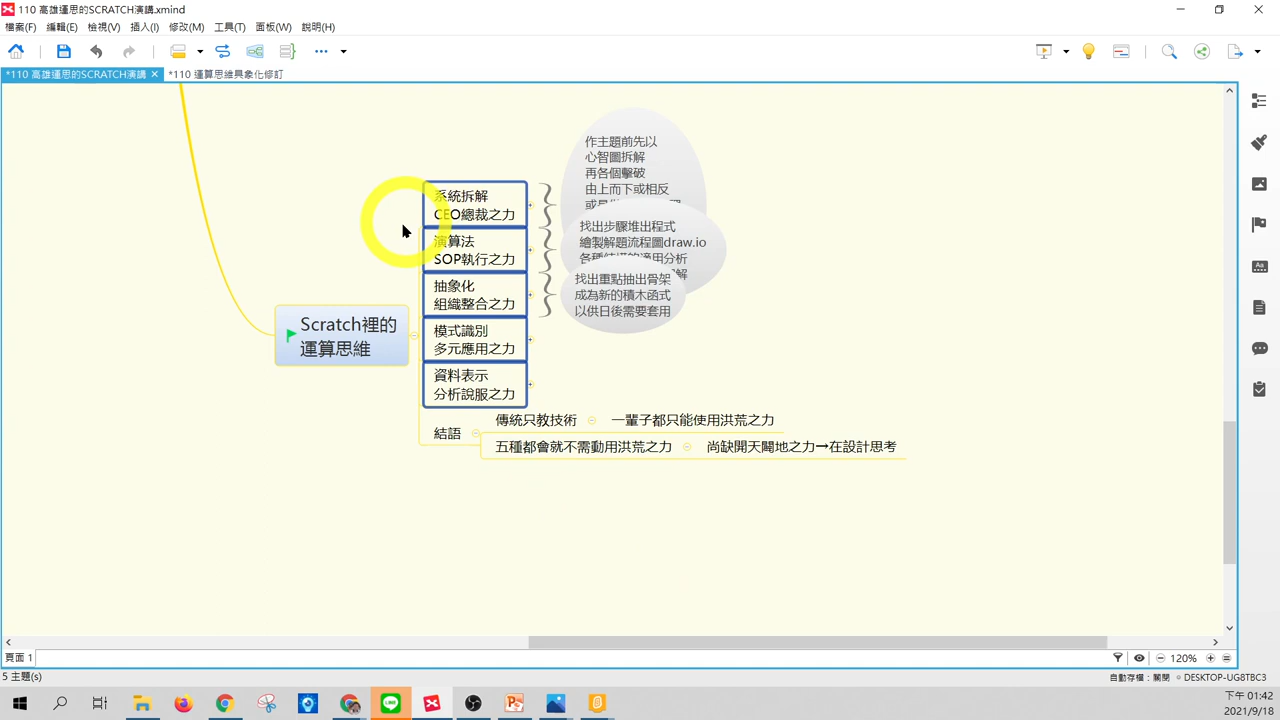 110 高雄運思的SCRATCH演講.xmind
檔案(F) 編輯(E) 檢視(V) 插入(I) 修改(M) 工具(T) 面板(W) 說明(H)
*110 高雄運思的SCRATCH演講
*110 運算思維具象化修訂
作主題前先以
心智圖拆解
再各個擊破
由上而下或相反
系統拆解
CEO總裁之力
找出步驟堆出程式
繪製解題流程圖draw.io
演算法
SOP執行之力
找出重點抽出骨架
成為新的積木函式
以供日後需要套用
抽象化
組織整合之力
Scratch裡的
運算思維
模式識別
多元應用之力
資料表示
分析說服之力
結語
傳統只教技術
一輩子都只能使用洪荒之力
五種都會就不需動用洪荒之力
尚缺開天闢地之力→在設計思考
頁面 1
120%
5 主題(s)
自動存檔：關閉
DESKTOP-UG8TBC3
下午 01:42
2021/9/18